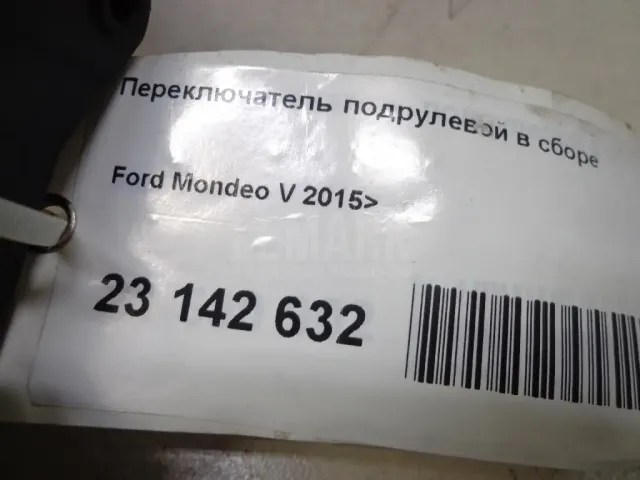 Переключатель подрулевой в сборе
Ford Mondeo V 2015>
23 142 632